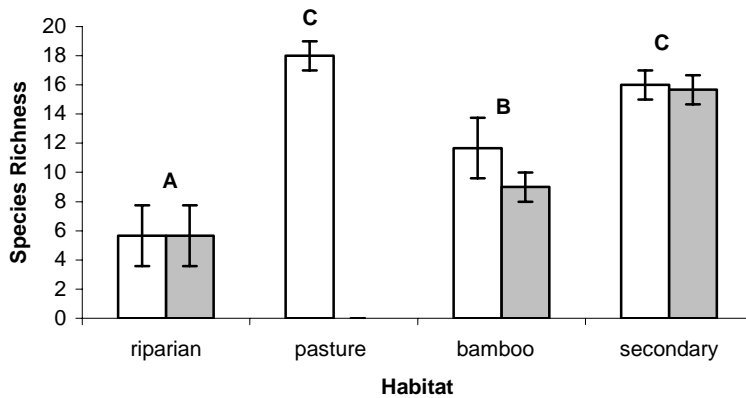 Species Richness
20
18
16
14
12
10
8
6
4
2
0
A
C
B
C
riparian
pasture
bamboo
secondary
Habitat